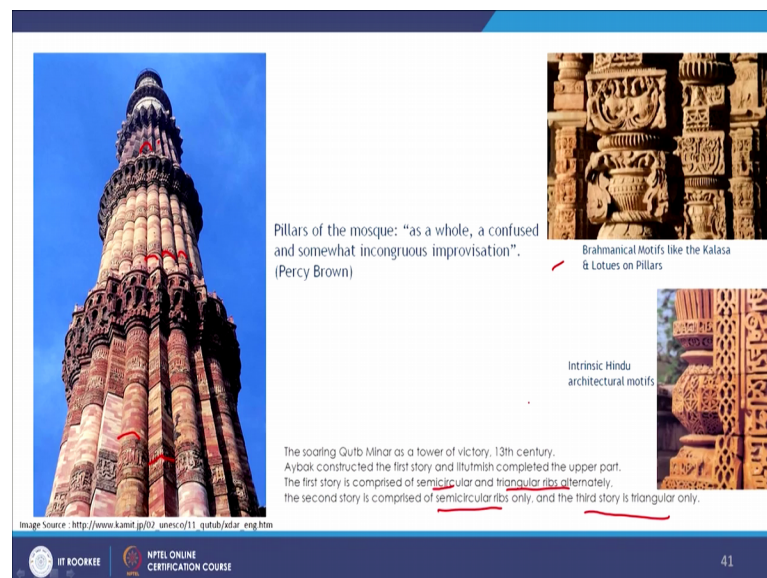 Pillars of the mosque: “as a whole, a confused
and somewhat incongruous improvisation”.
(Percy Brown)
Brahmanical Motifs like the Kalasa
& Lotues on Pillars
Intrinsic Hindu
architectural motifs
The soaring Qutb Minar as a tower of victory, 13th century.
Aybak constructed the first story and Iltutmish completed the upper part.
The first story is comprised of semicircular and triangular ribs alternately.
the second story is comprised of semicircular ribs only, and the third story is triangular only.
Image Source : http://www.kamit.jp/02_unesco/11_qutub/xdar_eng.htm
IIT ROORKEE
NPTEL ONLINE
CERTIFICATION COURSE
41